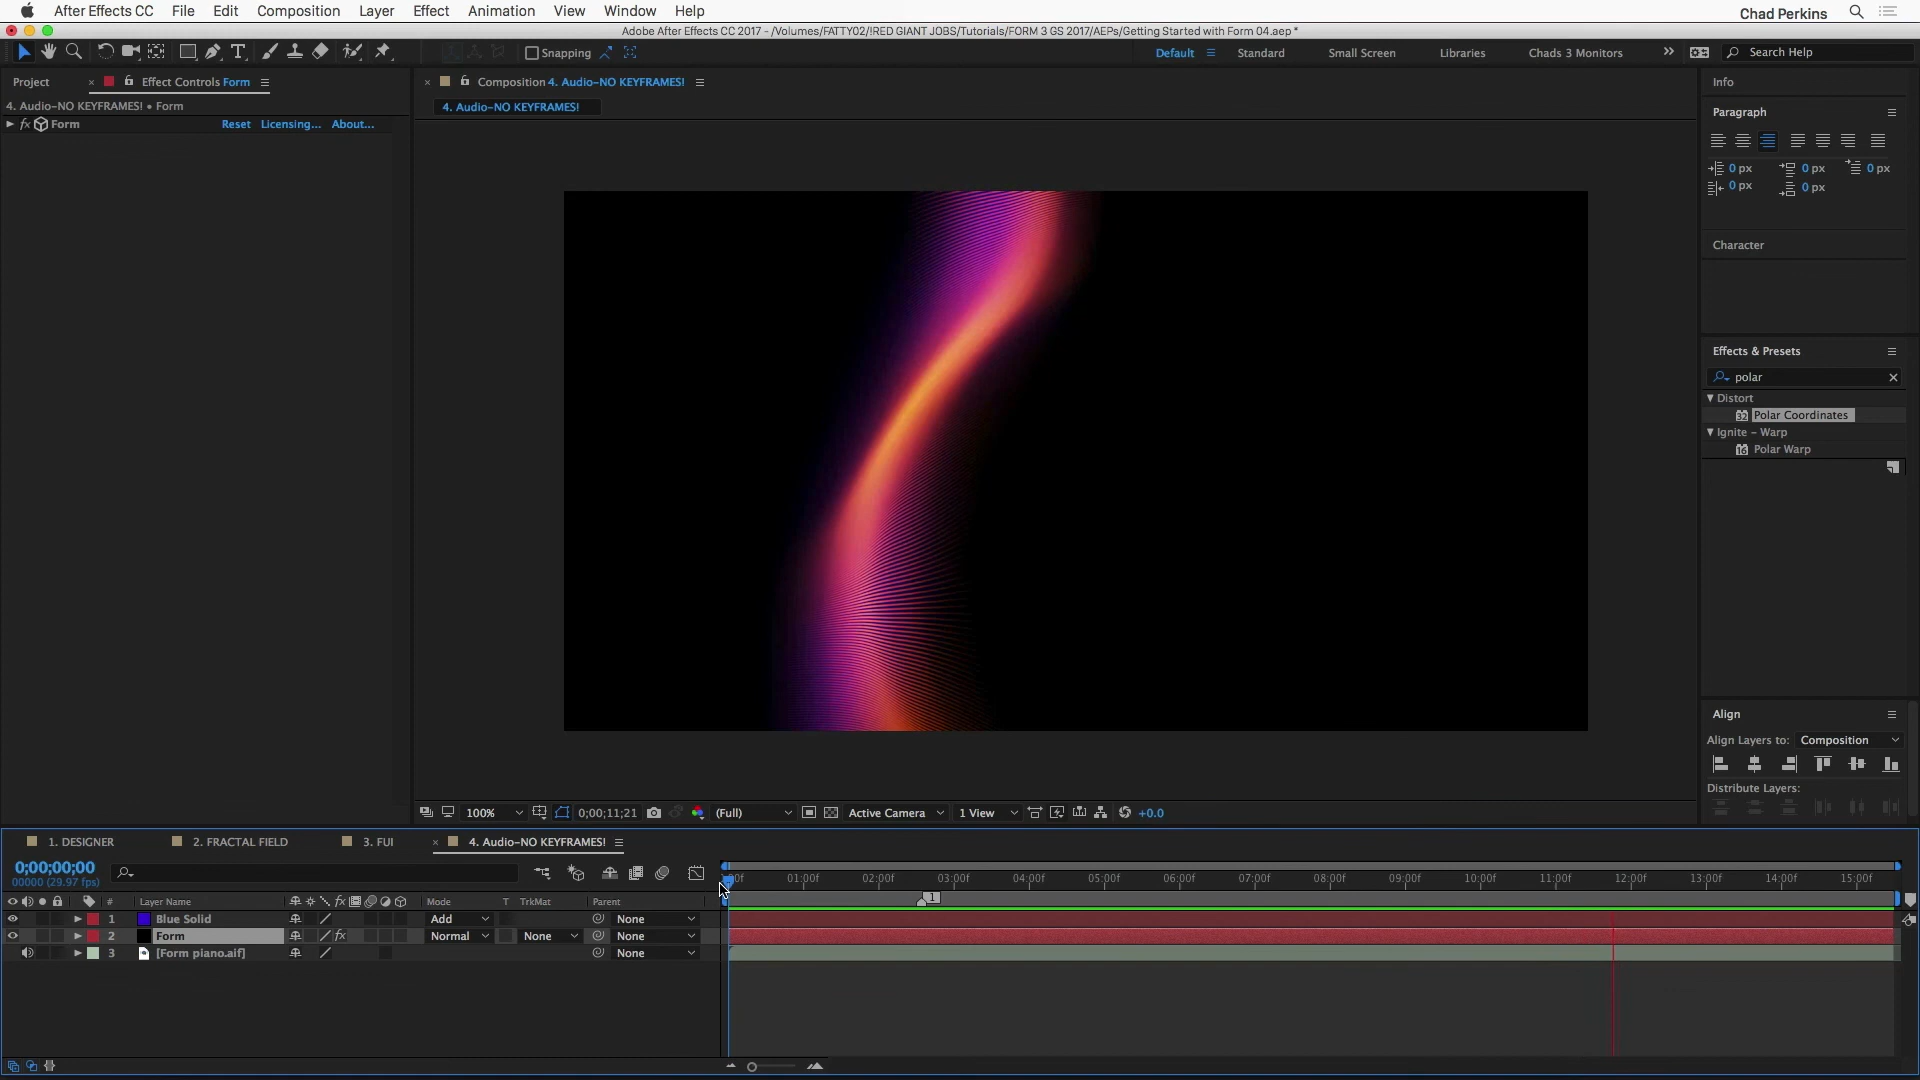 After Effects CC File Edit Composition Layer Effect Animation View Window Help Chad Perkins
Adobe After Effects CC 2017 - /Volumes/FATTY02/!RED GIANT JOBS/Tutorials/FORM 3 GS 2017/AEPs/Getting Started with Form 04.aep *
Snapping Default Standard Small Screen Libraries Chads 3 Monitors Search Help
Project Effect Controls Form Composition 4. Audio-NO KEYFRAMES! Info
4. Audio-NO KEYFRAMES! • Form 4. Audio-NO KEYFRAMES! Paragraph
fx Form Reset Licensing... About...
0 px 0 px 0 px
0 px 0 px
Character
Effects & Presets
polar
Distort
32 Polar Coordinates
Ignite - Warp
16 Polar Warp
Align
Align Layers to: Composition
Distribute Layers:
100% 0;00;11;21 (Full) Active Camera 1 View +0.0
1. DESIGNER 2. FRACTAL FIELD 3. FUI 4. Audio-NO KEYFRAMES!
0;00;00;00
00000 (29.97 fps)
01:00f 02:00f 03:00f 04:00f 05:00f 06:00f 07:00f 08:00f 09:00f 10:00f 11:00f 12:00f 13:00f 14:00f 15:00f
# Layer Name fx Mode T TrkMat Parent 1
1 Blue Solid Add None
2 Form fx Normal None None
3 [Form piano.aif] None